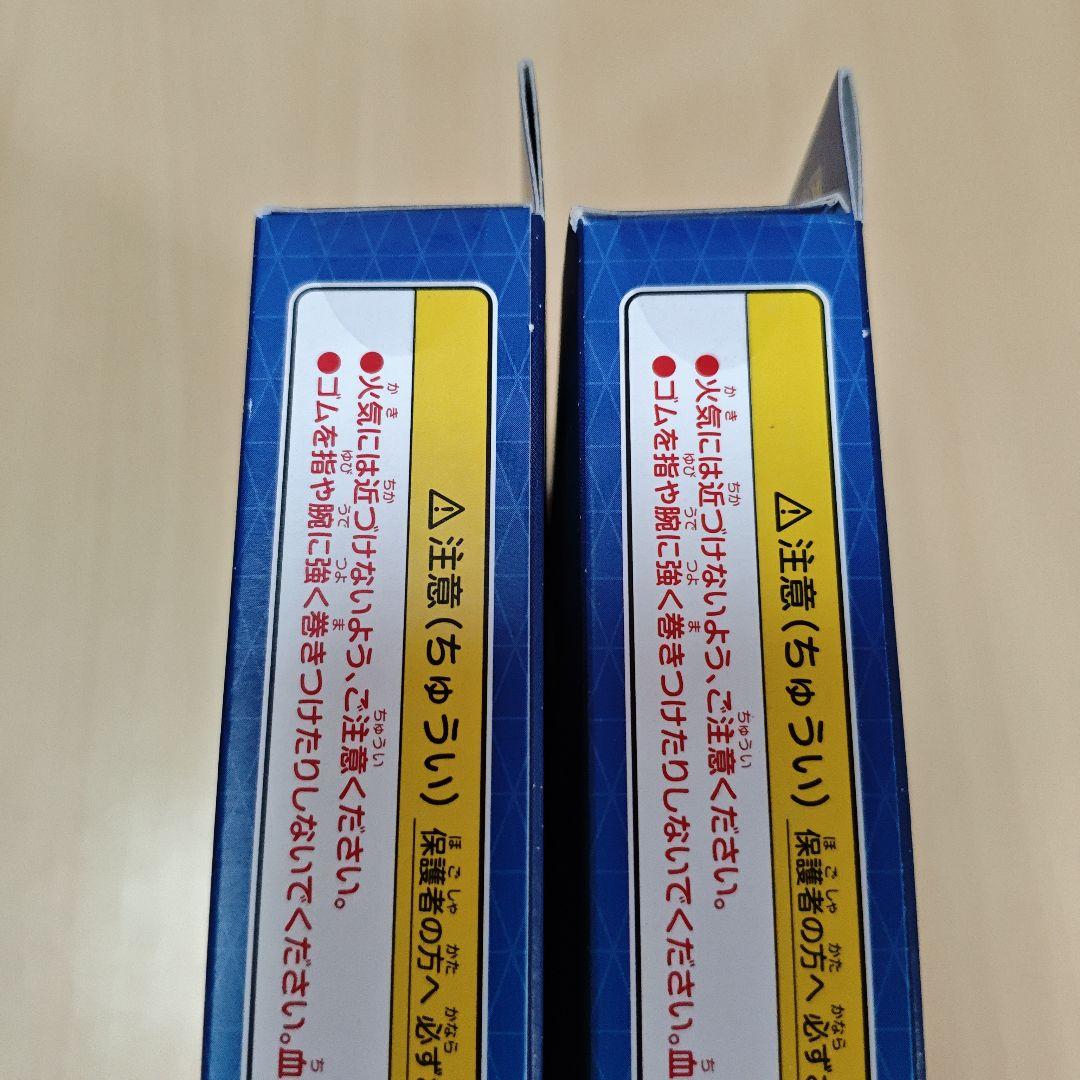 ⚠注意(ちゅうい) 保護者の方へ 必ず
●火気には近づけないよう、ご注意ください。
●ゴムを指や腕に強く巻きつけたりしないでください。血
⚠注意(ちゅうい) 保護者の方へ 必ず
●火気には近づけないよう、ご注意ください。
●ゴムを指や腕に強く巻きつけたりしないでください。血